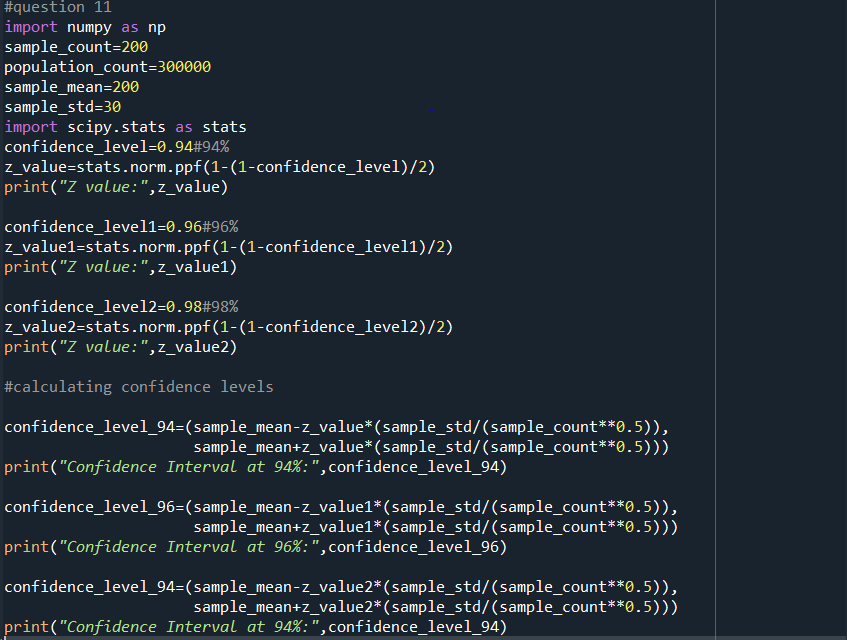 #question 11
import numpy as np
sample_count=200
population_count=300000
sample_mean=200
sample_std=30
import scipy.stats as stats
confidence_level=0.94#94%
z_value=stats.norm.ppf(1-(1-confidence_level)/2)
print("Z value:",z_value)
confidence_level1=0.96#96%
z_value1=stats.norm.ppf(1-(1-confidence_level1)/2)
print("Z value:",z_value1)
confidence_level2=0.98#98%
z_value2=stats.norm.ppf(1-(1-confidence_level2)/2)
print("Z value:",z_value2)
#calculating confidence levels
confidence_level_94=(sample_mean-z_value*(sample_std/(sample_count**0.5)),
sample_mean+z_value*(sample_std/(sample_count**0.5)))
print("Confidence Interval at 94%:",confidence_level_94)
confidence_level_96=(sample_mean-z_value1*(sample_std/(sample_count**0.5)),
sample_mean+z_value1*(sample_std/(sample_count**0.5)))
print("Confidence Interval at 96%:",confidence_level_96)
confidence_level_94=(sample_mean-z_value2*(sample_std/(sample_count**0.5)),
sample_mean+z_value2*(sample_std/(sample_count**0.5)))
print("Confidence Interval at 94%:",confidence_level_94)